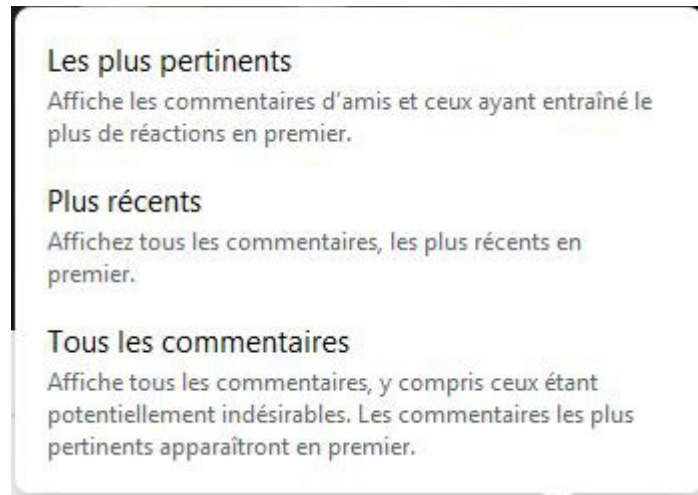 Les plus pertinents
Affiche les commentaires d'amis et ceux ayant entraîné le
plus de réactions en premier.
Plus récents
Affichez tous les commentaires, les plus récents en
premier.
Tous les commentaires
Affiche tous les commentaires, y compris ceux étant
potentiellement indésirables. Les commentaires les plus
pertinents apparaîtront en premier.